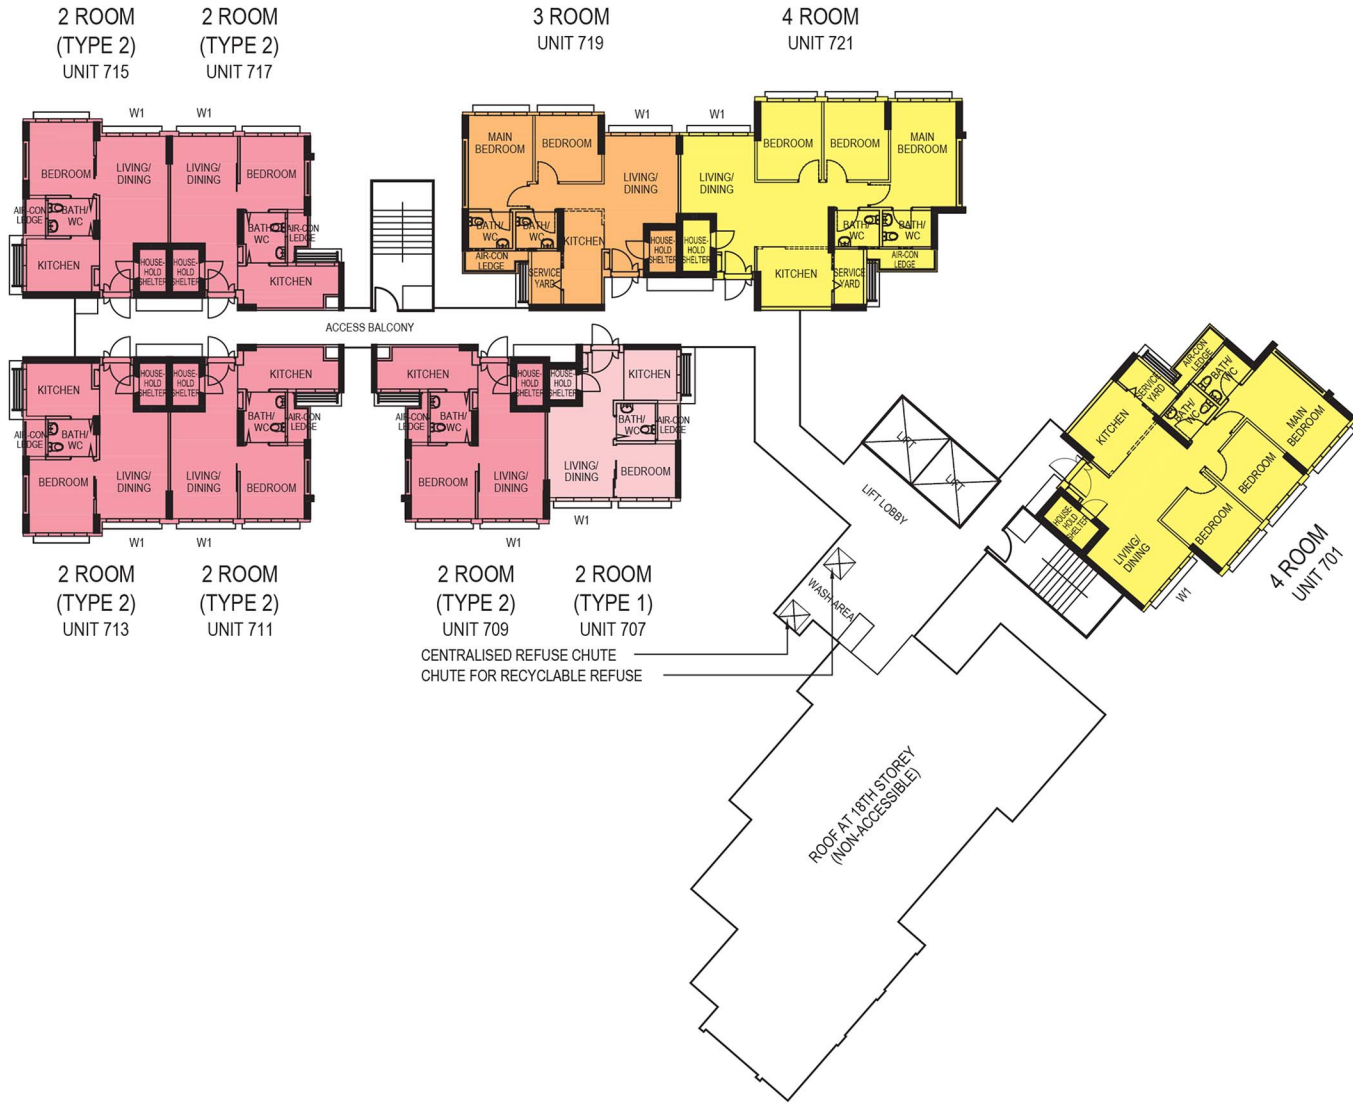 2 ROOM
(TYPE 2)
UNIT 715
2 ROOM
(TYPE 2)
UNIT 717
3 ROOM
UNIT 719
4 ROOM
UNIT 721
W1
W1
BEDROOM
LIVING/
DINING
LIVING/
DINING
BEDROOM
AIR-CON
LEDGE
BATH/
WC
BATH/
WC
AIR-CON
LEDGE
KITCHEN
HOUSE-
HOLD
SHELTER
HOUSE-
HOLD
SHELTER
KITCHEN
W1
W1
MAIN
BEDROOM
BEDROOM
LIVING/
DINING
LIVING/
DINING
BEDROOM
BEDROOM
MAIN
BEDROOM
BATH/
WC
BATH/
WC
AIR-CON
LEDGE
KITCHEN
SERVICE
YARD
HOUSE-
HOLD
SHELTER
HOUSE-
HOLD
SHELTER
KITCHEN
SERVICE
YARD
BATH/
WC
BATH/
WC
AIR-CON
LEDGE
ACCESS BALCONY
KITCHEN
HOUSE-
HOLD
SHELTER
HOUSE-
HOLD
SHELTER
KITCHEN
AIR-CON
LEDGE
BATH/
WC
BATH/
WC
AIR-CON
LEDGE
BEDROOM
LIVING/
DINING
LIVING/
DINING
BEDROOM
W1
W1
KITCHEN
HOUSE-
HOLD
SHELTER
HOUSE-
HOLD
SHELTER
KITCHEN
AIR-CON
LEDGE
BATH/
WC
BATH/
WC
AIR-CON
LEDGE
BEDROOM
LIVING/
DINING
LIVING/
DINING
BEDROOM
W1
W1
2 ROOM
(TYPE 2)
UNIT 713
2 ROOM
(TYPE 2)
UNIT 711
2 ROOM
(TYPE 2)
UNIT 709
2 ROOM
(TYPE 1)
UNIT 707
LIFT
LIFT
LIFT LOBBY
WASH AREA
CENTRALISED REFUSE CHUTE
CHUTE FOR RECYCLABLE REFUSE
AIR-CON
LEDGE
SERVICE
YARD
BATH/
WC
BATH/
WC
KITCHEN
MAIN
BEDROOM
BEDROOM
BEDROOM
HOUSE-
HOLD
SHELTER
LIVING/
DINING
W1
4 ROOM
UNIT 701
ROOF AT 18TH STOREY
(NON-ACCESSIBLE)